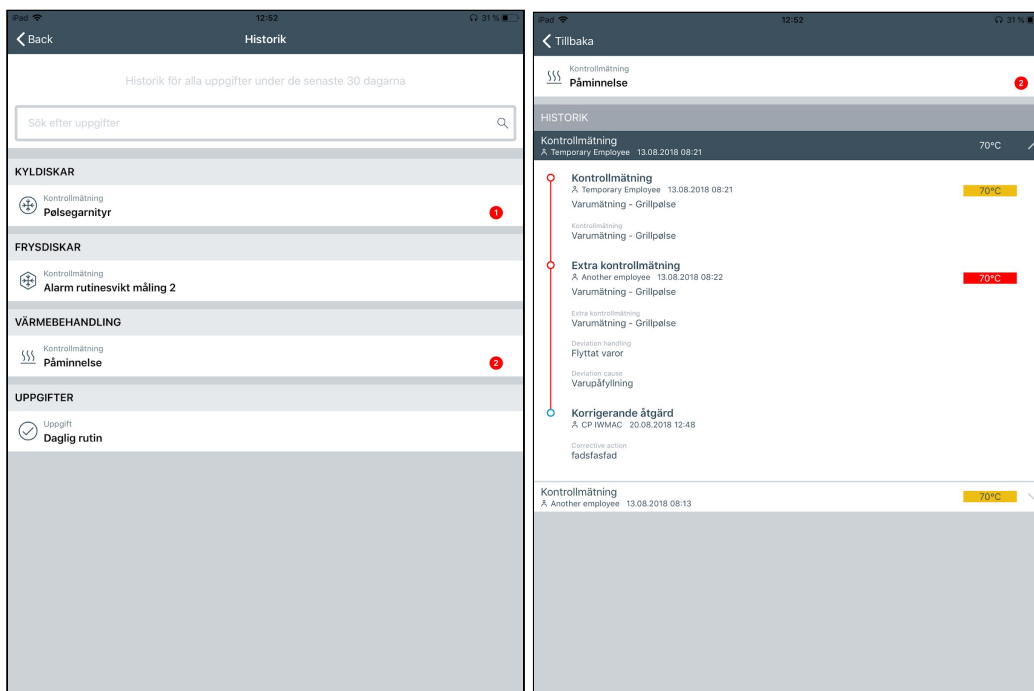 iPad 12:52 31 %
Back Historik
Historik för alla uppgifter under de senaste 30 dagarna
Sök efter uppgifter
KYLDISKAR
Kontrollmätning
Pølsegarnityr
1
FRYSDISKAR
Kontrollmätning
Alarm rutinesvikt måling 2
VÄRMEBEHANDLING
Kontrollmätning
Påminnelse
2
UPPGIFTER
Uppgift
Daglig rutin
iPad 12:52 31 %
Tillbaka
Kontrollmätning
Påminnelse
2
HISTORIK
Kontrollmätning
70°C
Temporary Employee 13.08.2018 08:21
Kontrollmätning
Temporary Employee 13.08.2018 08:21
70°C
Varumätning - Grillpølse
Kontrollmätning
Varumätning - Grillpølse
Extra kontrollmätning
Another employee 13.08.2018 08:22
70°C
Varumätning - Grillpølse
Extra kontrollmätning
Varumätning - Grillpølse
Deviation handling
Flyttat varor
Deviation cause
Varupåfyllning
Korrigerande åtgärd
CP IWMAC 20.08.2018 12:48
Corrective action
fadsfasfad
Kontrollmätning
70°C
Another employee 13.08.2018 08:13